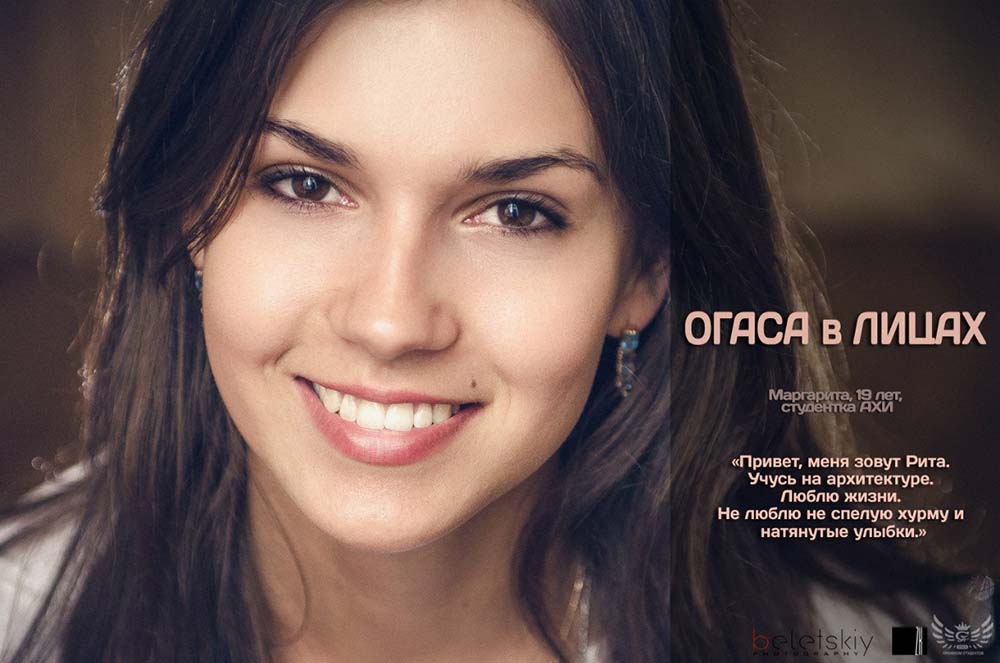 ОГАСА в ЛИЦАХ
Маргарита, 19 лет,
студентка АХИ
«Привет, меня зовут Рита.
Учусь на архитектуре.
Люблю жизни.
Не люблю не спелую хурму и
натянутые улыбки.»
beletskiy
PHOTOGRAPHY